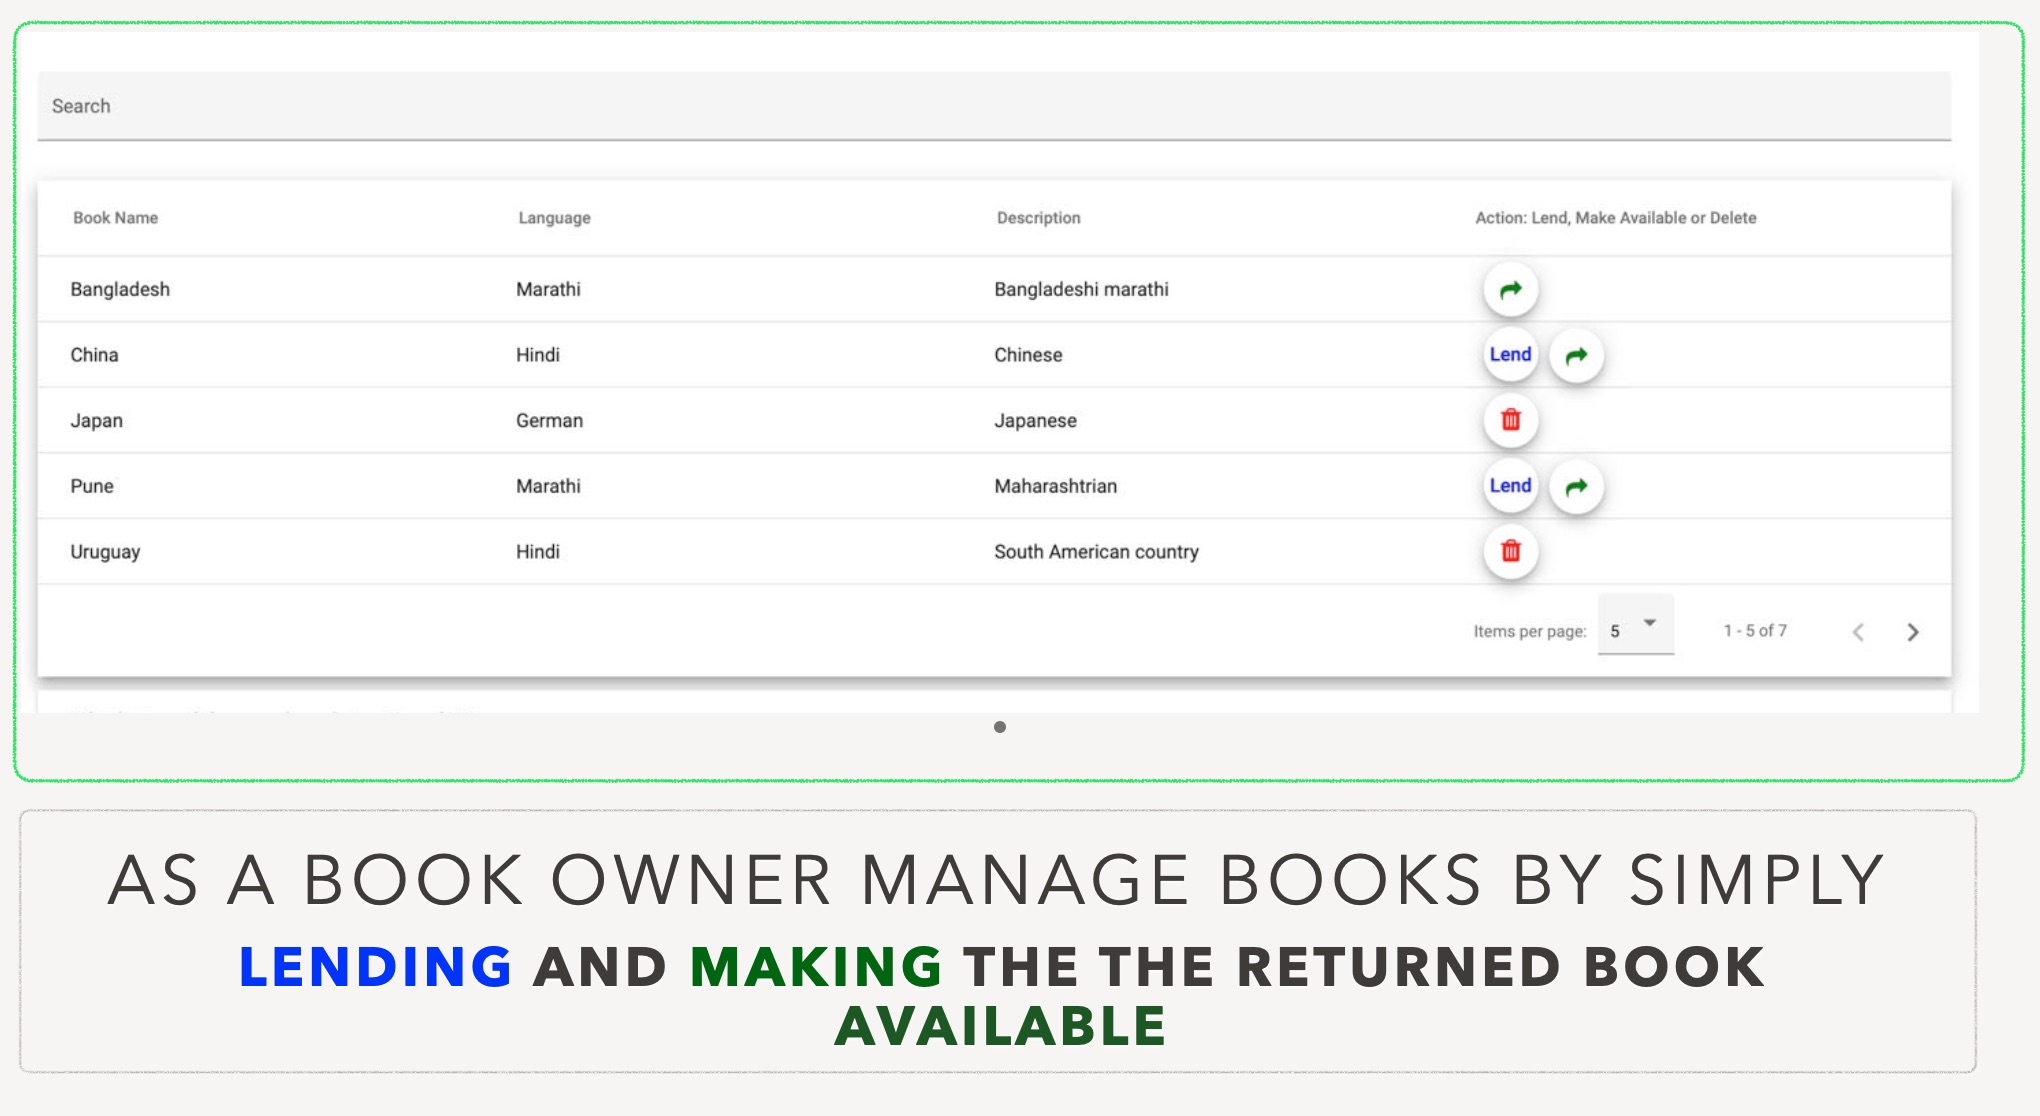 Search
Book Name Language Description Action: Lend, Make Available or Delete
Bangladesh Marathi Bangladeshi marathi
China Hindi Chinese Lend
Japan German Japanese
Pune Marathi Maharashtrian Lend
Uruguay Hindi South American country
Items per page: 5 1 - 5 of 7
AS A BOOK OWNER MANAGE BOOKS BY SIMPLY
LENDING AND MAKING THE THE RETURNED BOOK
AVAILABLE